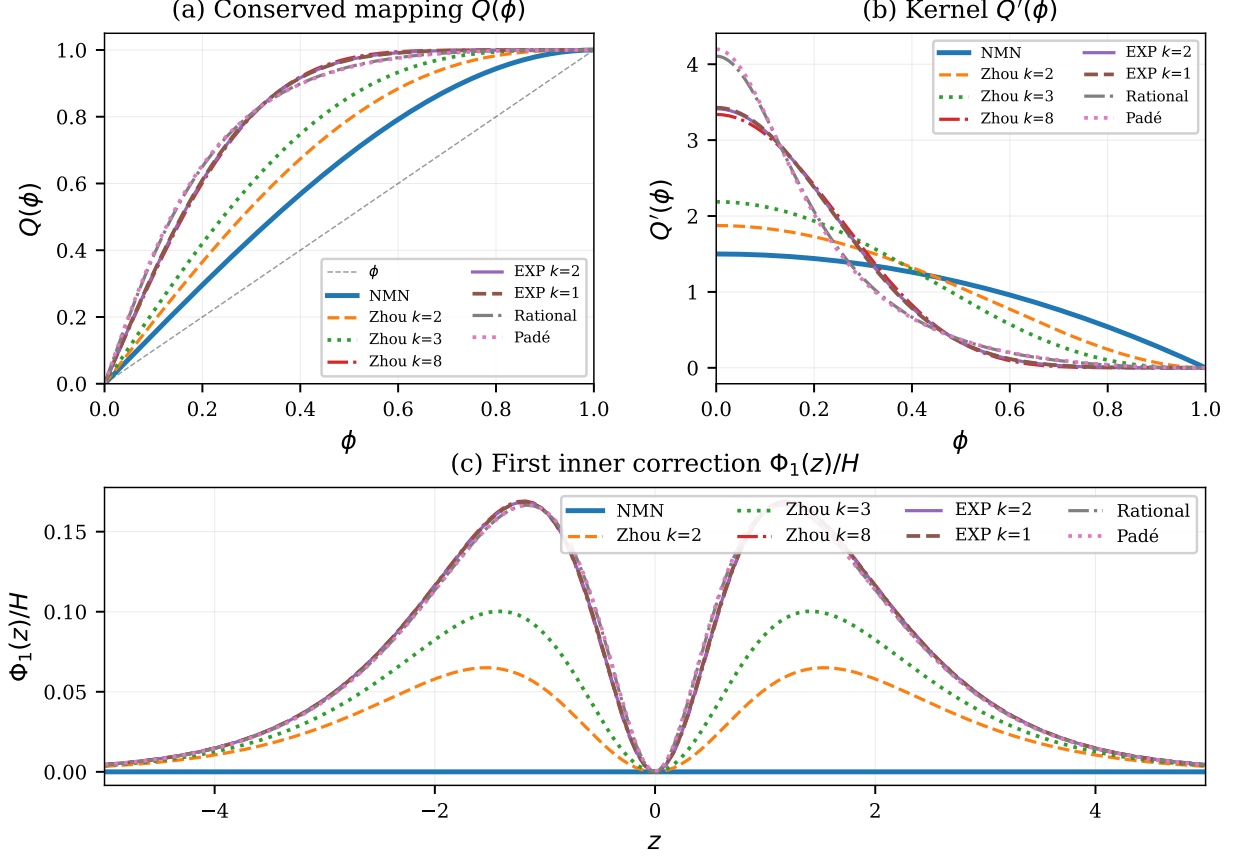 (a) Conserved mapping Q(ϕ)
1.0
0.8
0.6
0.4
0.2
0.0
0.0 0.2 0.4 0.6 0.8 1.0
Q(ϕ)
ϕ
ϕ
NMN
Zhou k=2
Zhou k=3
Zhou k=8
EXP k=2
EXP k=1
Rational
Padé
(b) Kernel Q′(ϕ)
4
3
2
1
0
0.0 0.2 0.4 0.6 0.8 1.0
Q′(ϕ)
ϕ
NMN
Zhou k=2
Zhou k=3
Zhou k=8
EXP k=2
EXP k=1
Rational
Padé
(c) First inner correction Φ₁(z)/H
0.15
0.10
0.05
0.00
−4 −2 0 2 4
Φ₁(z)/H
z
NMN
Zhou k=2
Zhou k=3
Zhou k=8
EXP k=2
EXP k=1
Rational
Padé